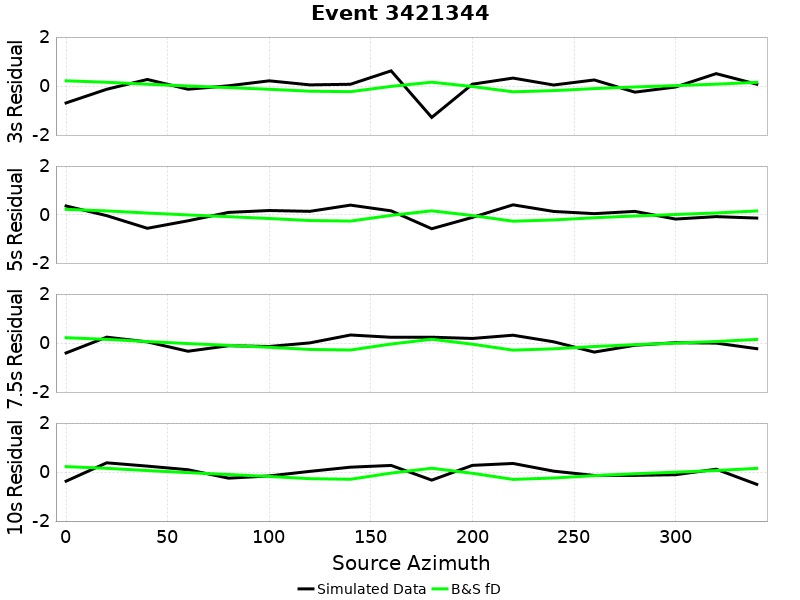 Event 3421344
3s Residual
2
0
-2
5s Residual
2
0
-2
7.5s Residual
2
0
-2
10s Residual
2
0
-2
0 50 100 150 200 250 300
Source Azimuth
Simulated Data B&S fD